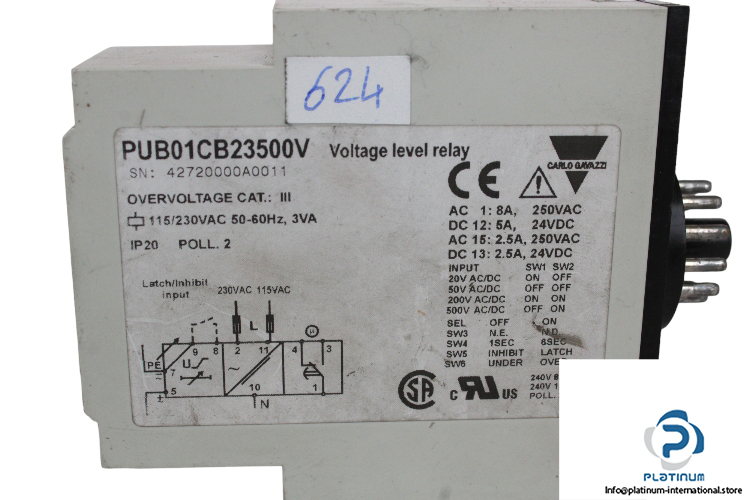 624
PUB01CB23500V Voltage level relay
SN: 42720000A0011
CARLO GAVAZZI
OVERVOLTAGE CAT.: III
115/230VAC 50-60Hz, 3VA
IP20 POLL. 2
CE
AC 1: 8A, 250VAC
DC 12: 5A, 24VDC
AC 15: 2.5A, 250VAC
DC 13: 2.5A, 24VDC
INPUT SW1 SW2
20V AC/DC ON ON
50V AC/DC OFF OFF
200V AC/DC ON
500V AC/DC ON
SEL OFF ON
SW3 N.E. N.D.
SW4 1SEC 6SEC
SW5 INHIBIT LATCH
SW6 UNDER
Latch/Inhibit
input
230VAC 115VAC
L
PE
9 8 2 11 4 3
U
7
5 10 1
N
c US
240V
240V 1
POLL.
PLATINUM
Info@platinum-international.store